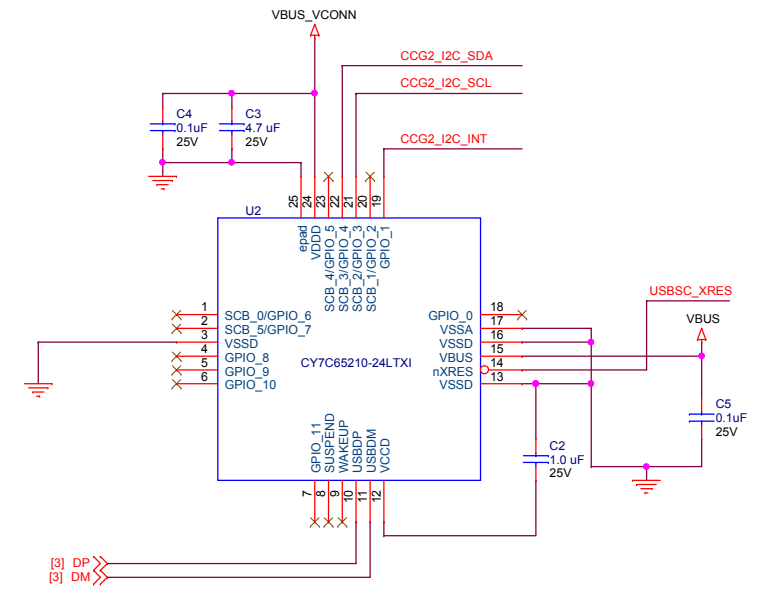 VBUS_VCONN
CCG2_I2C_SDA
CCG2_I2C_SCL
CCG2_I2C_INT
C4
0.1uF
25V
C3
4.7 uF
25V
25
24
23
22
21
20
19
U2
epad
VDDD
SCB_4/GPIO_5
SCB_3/GPIO_4
SCB_2/GPIO_3
SCB_1/GPIO_2
GPIO_1
1 SCB_0/GPIO_6
2 SCB_5/GPIO_7
3 VSSD
4 GPIO_8
5 GPIO_9
6 GPIO_10
CY7C65210-24LTXI
GPIO_0 18
VSSA 17
VSSD 16
VBUS 15
nXRES 14
VSSD 13
USBSC_XRES
VBUS
C5
0.1uF
25V
C2
1.0 uF
25V
GPIO_11
SUSPEND
WAKEUP
USBDP
USBDM
VCCD
7
8
9
10
11
12
[3] DP
[3] DM